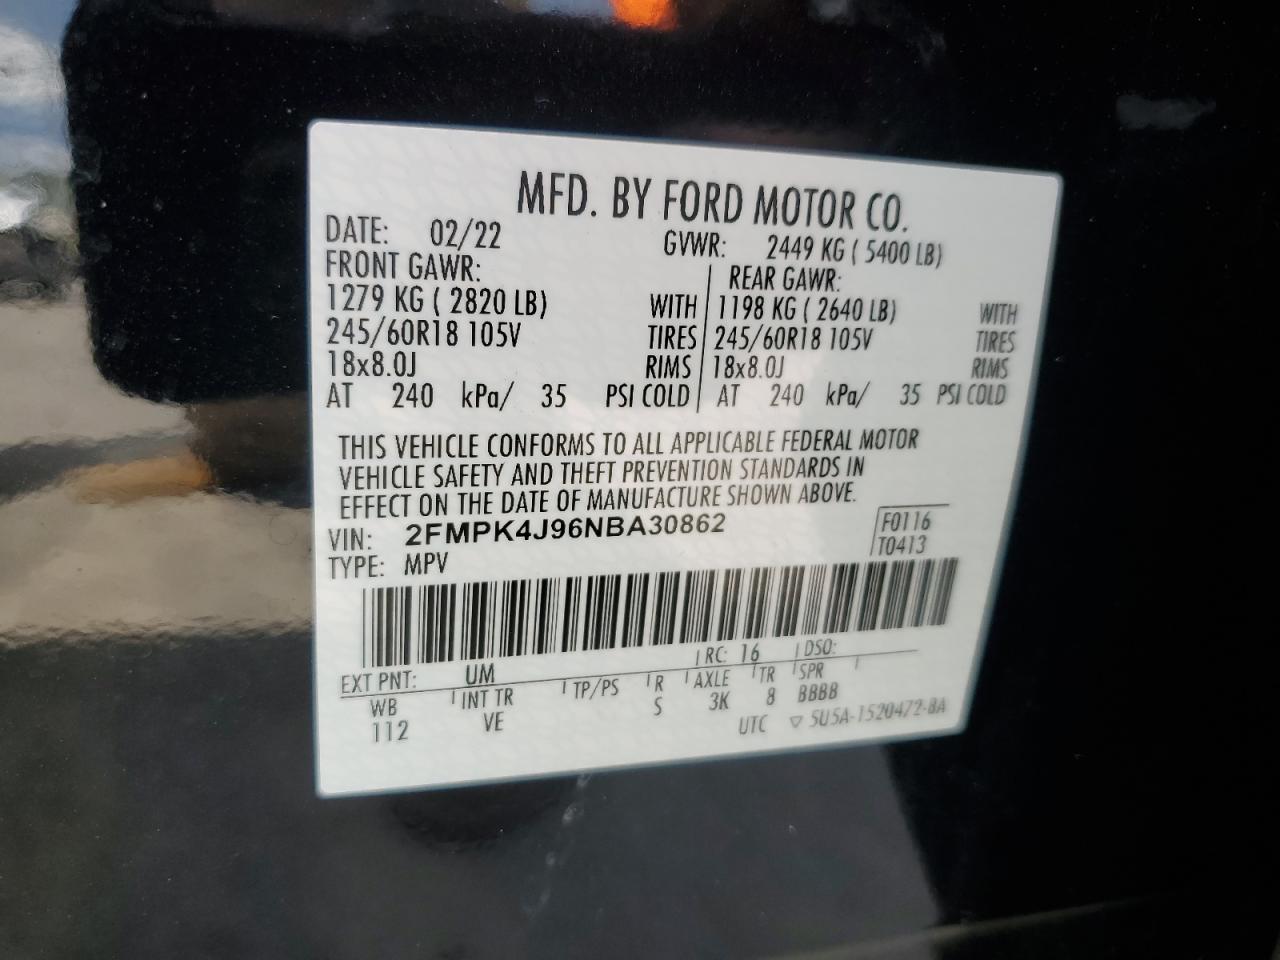 MFD. BY FORD MOTOR CO.
DATE: 02/22 GVWR: 2449 KG ( 5400 LB)
FRONT GAWR: REAR GAWR:
1279 KG ( 2820 LB) WITH 1198 KG ( 2640 LB) WITH
245/60R18 105V TIRES 245/60R18 105V TIRES
18x8.0J RIMS 18x8.0J RIMS
AT 240 kPa/ 35 PSI COLD AT 240 kPa/ 35 PSI COLD
THIS VEHICLE CONFORMS TO ALL APPLICABLE FEDERAL MOTOR
VEHICLE SAFETY AND THEFT PREVENTION STANDARDS IN
EFFECT ON THE DATE OF MANUFACTURE SHOWN ABOVE.
VIN: 2FMPK4J96NBA30862 F0116
TYPE: MPV T0413
EXT PNT: UM RC: 16 DSO:
WB INT TR TP/PS R AXLE TR SPR
112 VE S 3K 8 BBBB
UTC ▽ 5U5A-1520472-BA